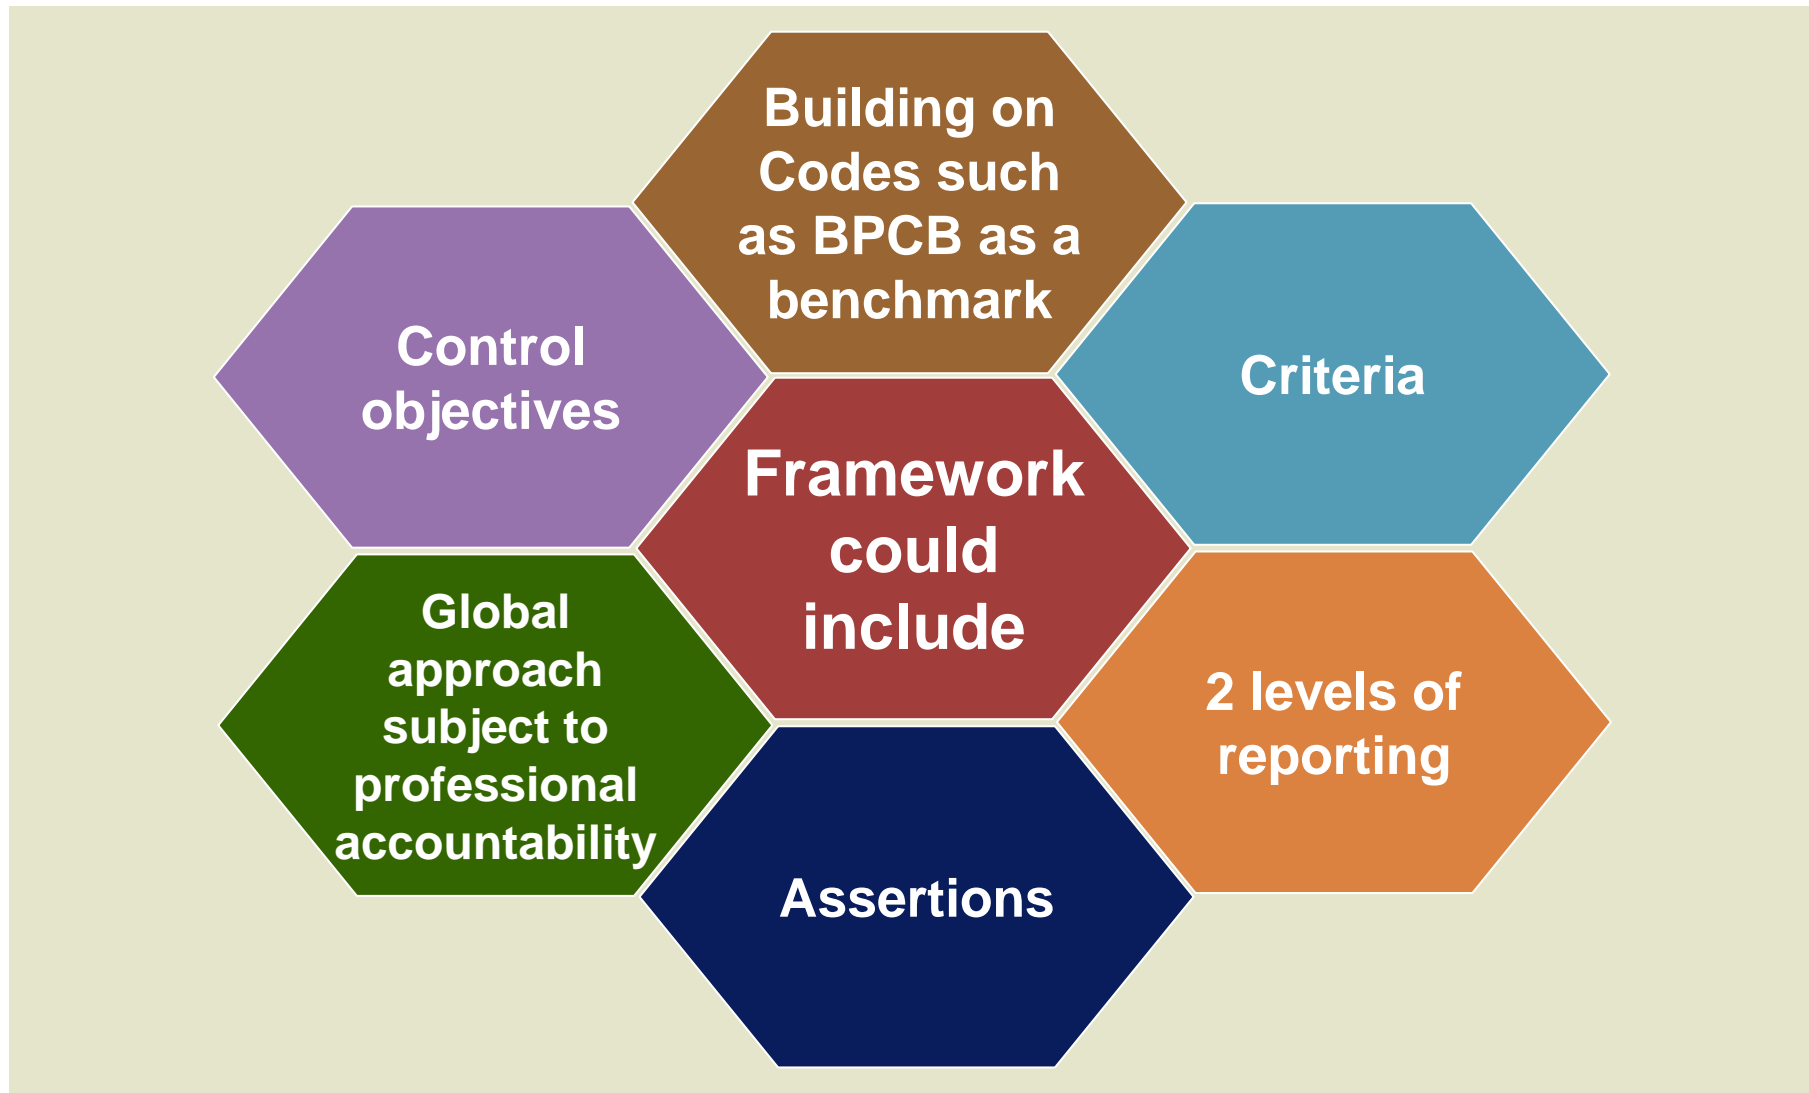 Building on
Codes such
as BPCB as a
benchmark
Control
objectives
Criteria
Framework
could
include
Global
approach
subject to
professional
accountability
2 levels of
reporting
Assertions